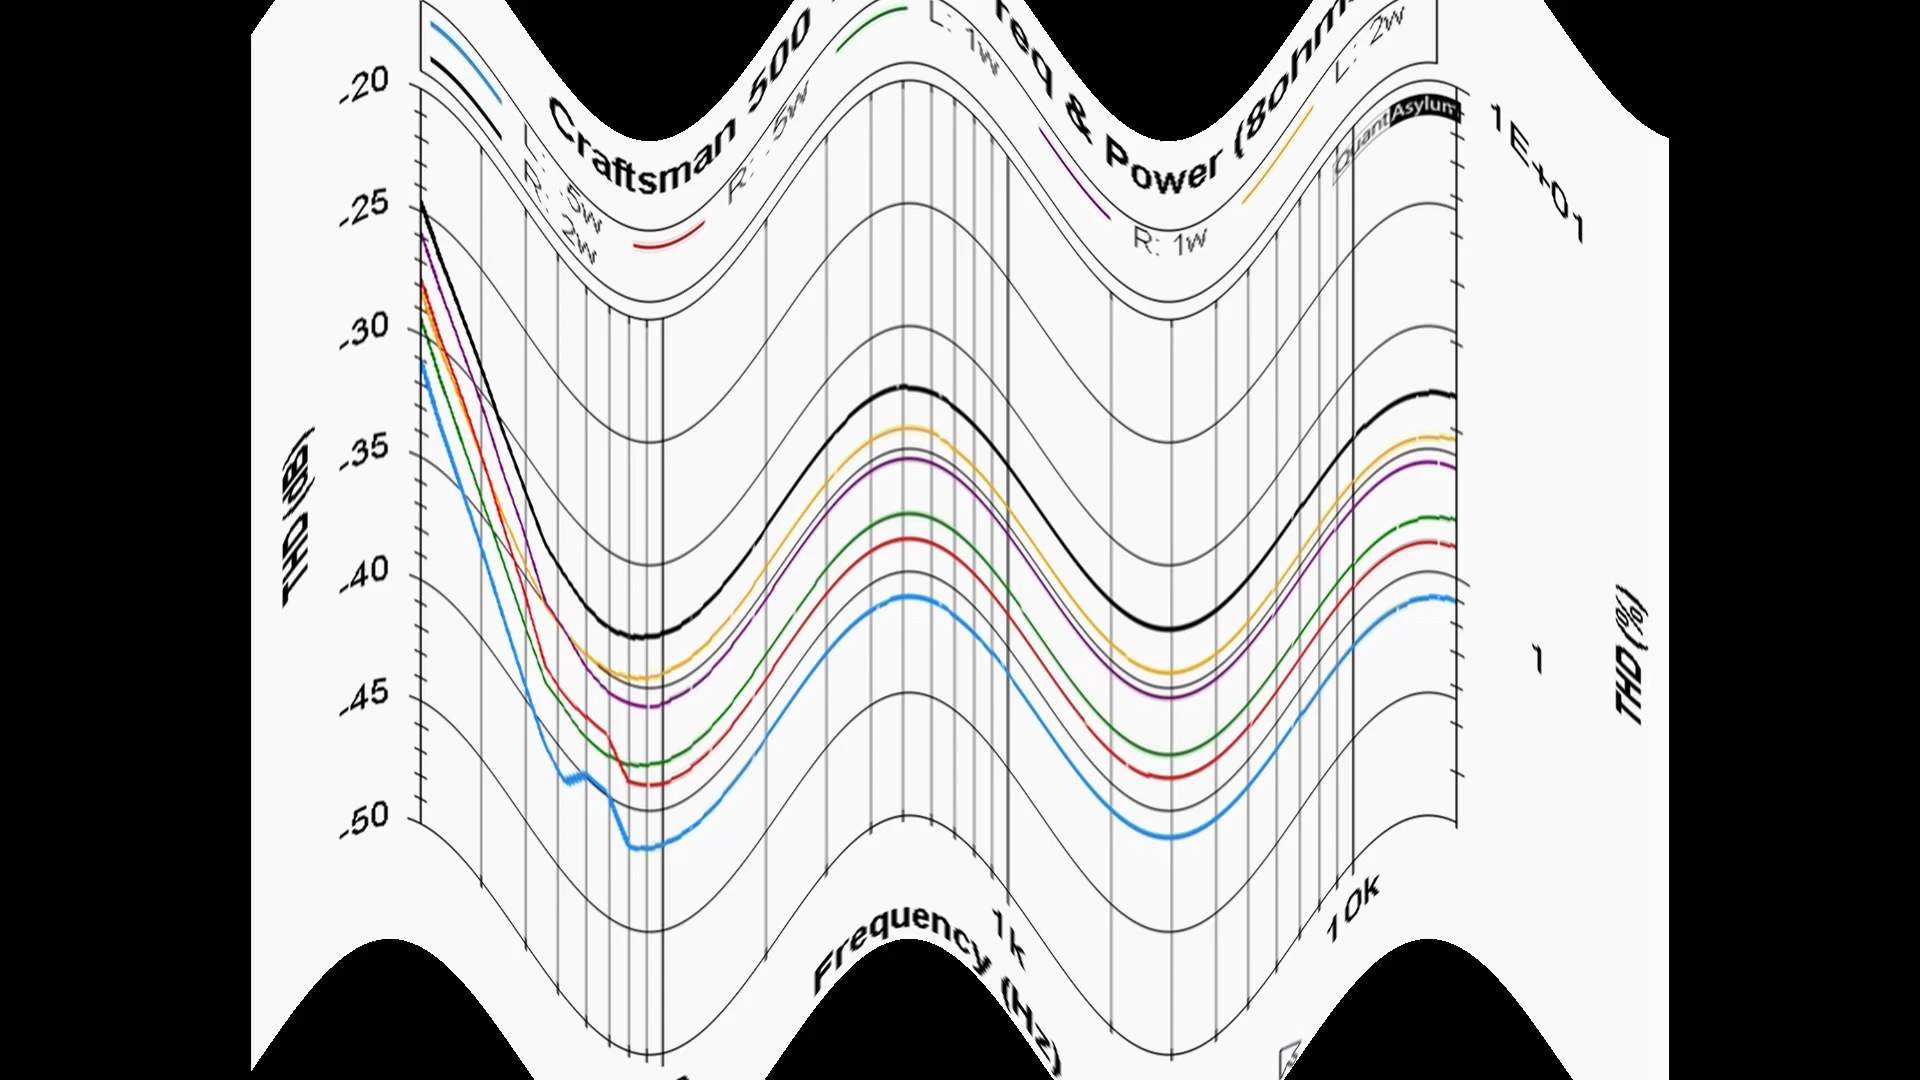 Craftsman 500
req & Power (8ohm
L: .5w
R: .5w
L: 1w
R: 1w
L: 2w
R: 2w
QuantAsylum
-20
-25
-30
-35
-40
-45
-50
THD (dB)
1E+01
1
THD (%)
1k
10k
Frequency (Hz)